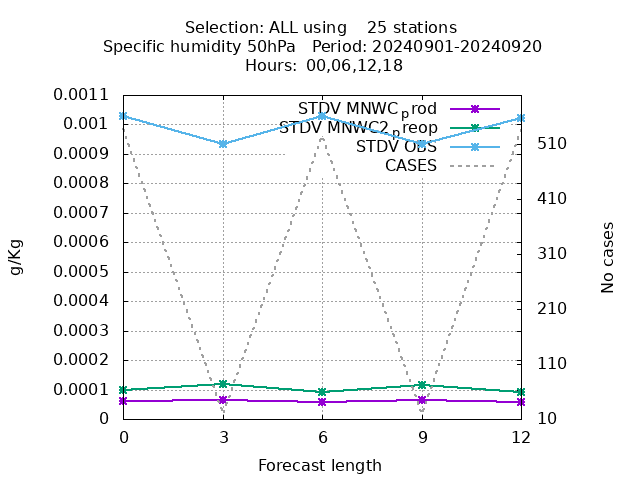 Selection: ALL using    25 stations
Specific humidity 50hPa   Period: 20240901-20240920
Hours:  00,06,12,18
0.0011
0.001
0.0009
0.0008
0.0007
0.0006
0.0005
0.0004
0.0003
0.0002
0.0001
0
g/Kg
STDV MNWC_prod
STDV MNWC2_preop
STDV OBS
CASES
510
410
310
210
110
10
No cases
0 3 6 9 12
Forecast length